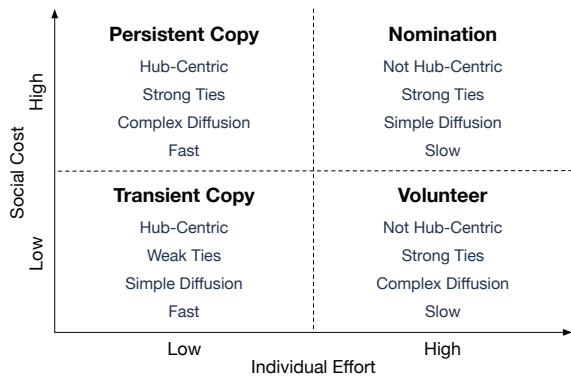 Persistent Copy
Hub-Centric
Strong Ties
Complex Diffusion
Fast
Nomination
Not Hub-Centric
Strong Ties
Simple Diffusion
Slow
Transient Copy
Hub-Centric
Weak Ties
Simple Diffusion
Fast
Volunteer
Not Hub-Centric
Strong Ties
Complex Diffusion
Slow
Social Cost
High
Low
Low
High
Individual Effort